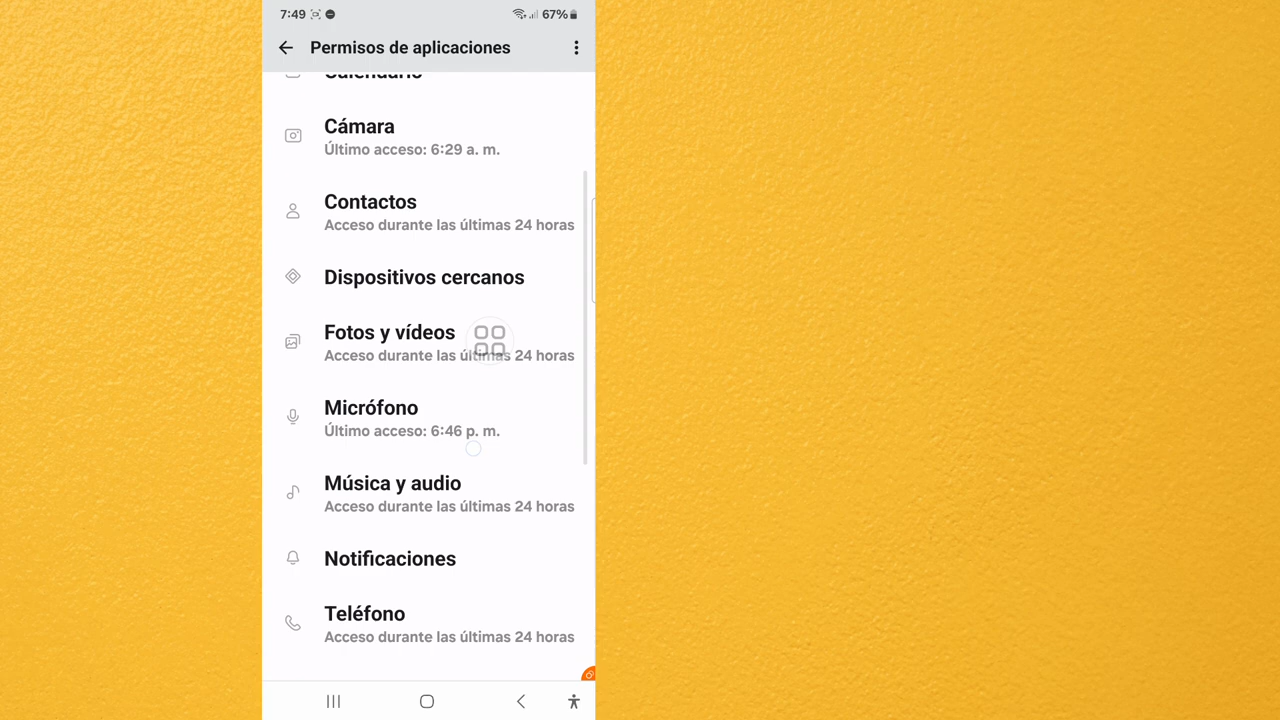 7:49 67%
Permisos de aplicaciones
Calendario
Cámara
Último acceso: 6:29 a. m.
Contactos
Acceso durante las últimas 24 horas
Dispositivos cercanos
Fotos y vídeos
Acceso durante las últimas 24 horas
Micrófono
Último acceso: 6:46 p. m.
Música y audio
Acceso durante las últimas 24 horas
Notificaciones
Teléfono
Acceso durante las últimas 24 horas